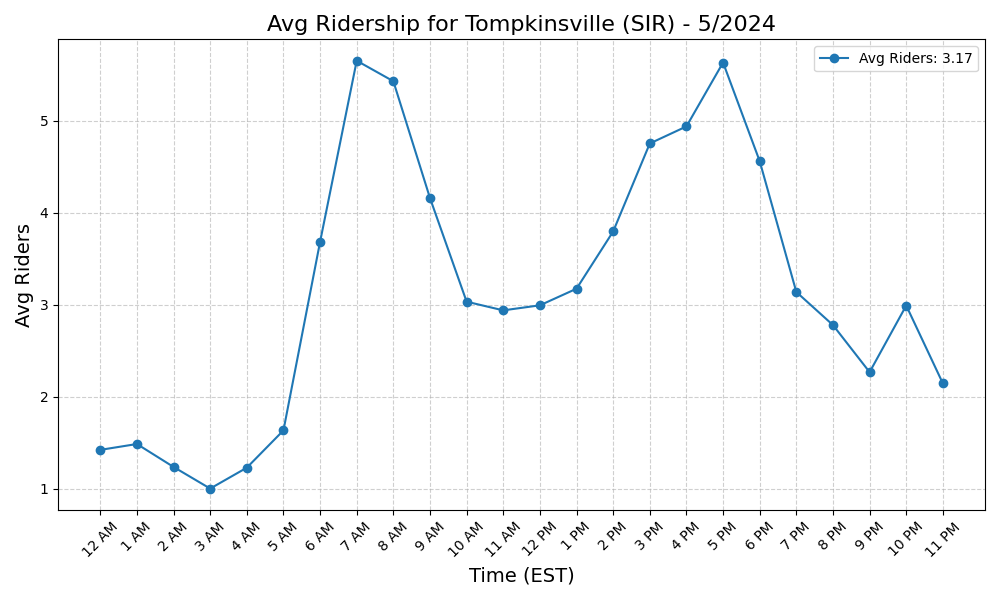 Avg Ridership for Tompkinsville (SIR) - 5/2024
Avg Riders: 3.17
Avg Riders
5
4
3
2
1
12 AM
1 AM
2 AM
3 AM
4 AM
5 AM
6 AM
7 AM
8 AM
9 AM
10 AM
11 AM
12 PM
1 PM
2 PM
3 PM
4 PM
5 PM
6 PM
7 PM
8 PM
9 PM
10 PM
11 PM
Time (EST)